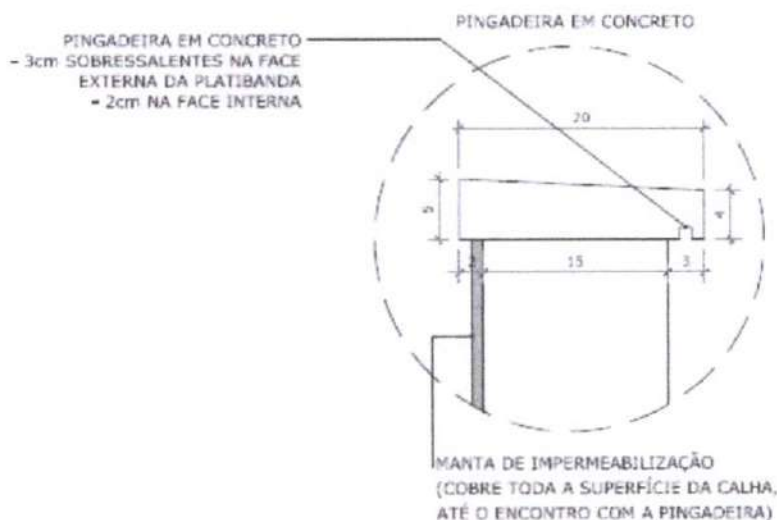 PINGADEIRA EM CONCRETO
PINGADEIRA EM CONCRETO
- 3cm SOBRESSALENTES NA FACE
EXTERNA DA PLATIBANDA
- 2cm NA FACE INTERNA
20
5
4
2
15
3
MANTA DE IMPERMEABILIZAÇÃO
(COBRE TODA A SUPERFÍCIE DA CALHA,
ATÉ O ENCONTRO COM A PINGADEIRA)